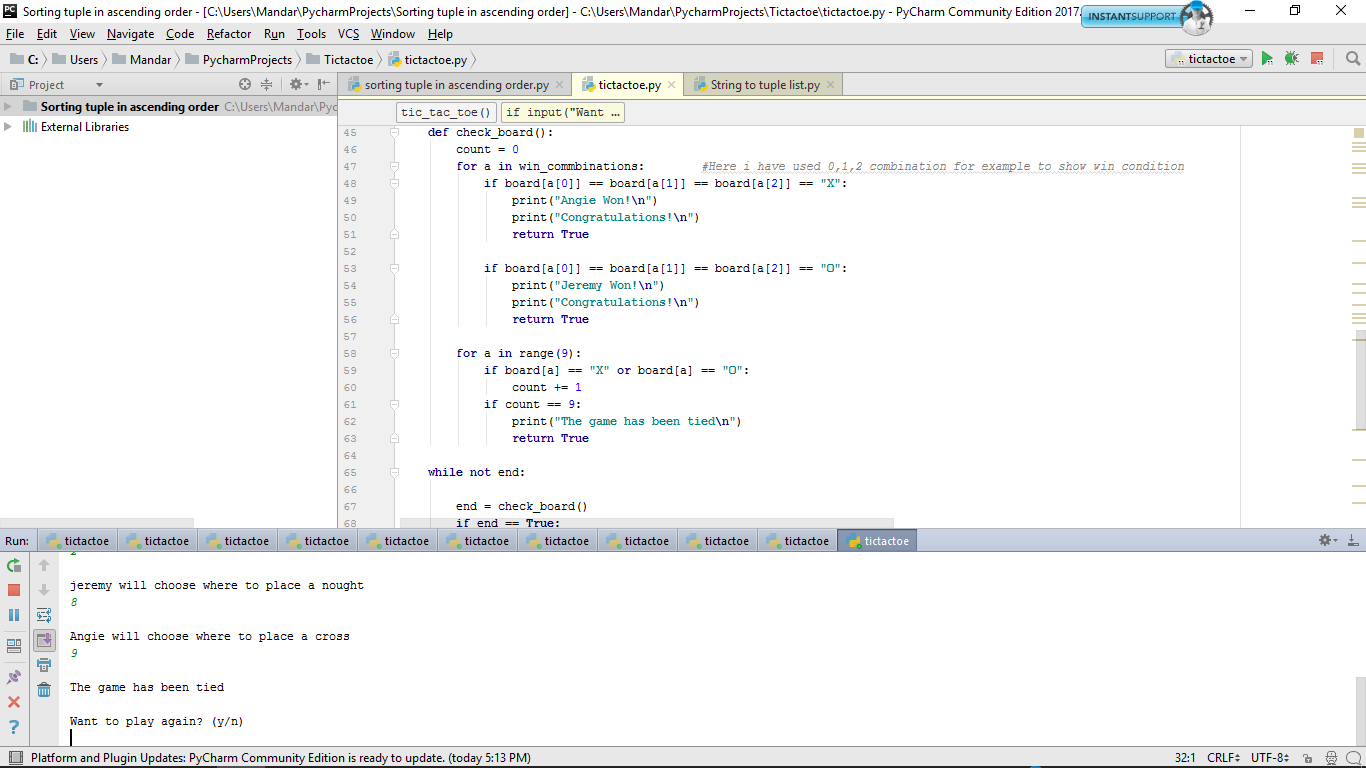 Sorting tuple in ascending order - [C:\Users\Mandar\PycharmProjects\Sorting tuple in ascending order] - C:\Users\Mandar\PycharmProjects\Tictactoe\tictactoe.py - PyCharm Community Edition 2017.
INSTANTSUPPORT
File Edit View Navigate Code Refactor Run Tools VCS Window Help
C: Users Mandar PycharmProjects Tictactoe tictactoe.py tictactoe
Project sorting tuple in ascending order.py tictactoe.py String to tuple list.py
Sorting tuple in ascending order C:\Users\Mandar\Pyc
External Libraries
tic_tac_toe() if input("Want ...
45 def check_board():
46 count = 0
47 for a in win_commbinations: #Here i have used 0,1,2 combination for example to show win condition
48 if board[a[0]] == board[a[1]] == board[a[2]] == "X":
49 print("Angie Won!\n")
50 print("Congratulations!\n")
51 return True
52
53 if board[a[0]] == board[a[1]] == board[a[2]] == "O":
54 print("Jeremy Won!\n")
55 print("Congratulations!\n")
56 return True
57
58 for a in range(9):
59 if board[a] == "X" or board[a] == "O":
60 count += 1
61 if count == 9:
62 print("The game has been tied\n")
63 return True
64
65 while not end:
66
67 end = check_board()
68 if end == True:
Run: tictactoe tictactoe tictactoe tictactoe tictactoe tictactoe tictactoe tictactoe tictactoe tictactoe tictactoe
jeremy will choose where to place a nought
8
Angie will choose where to place a cross
9
The game has been tied
Want to play again? (y/n)
Platform and Plugin Updates: PyCharm Community Edition is ready to update. (today 5:13 PM) 32:1 CRLF UTF-8